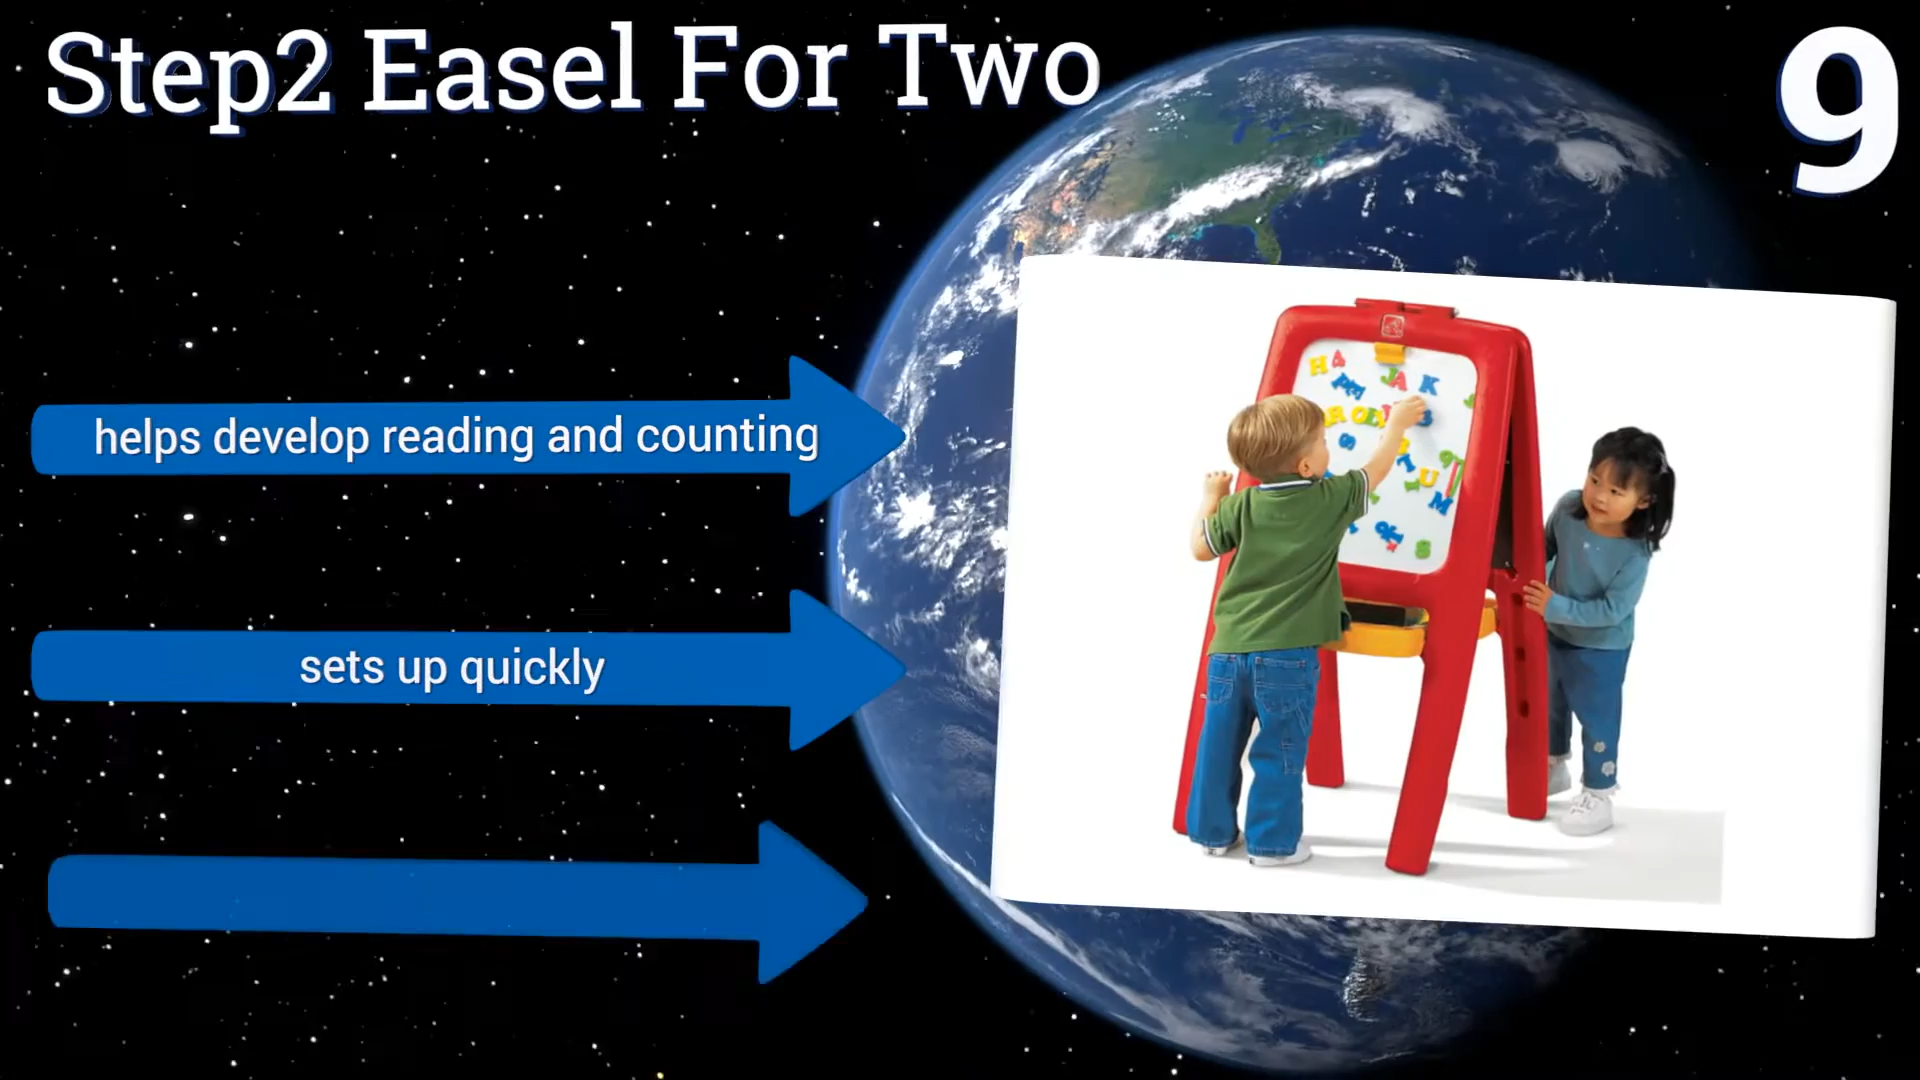 Step2 Easel For Two
9
helps develop reading and counting
sets up quickly